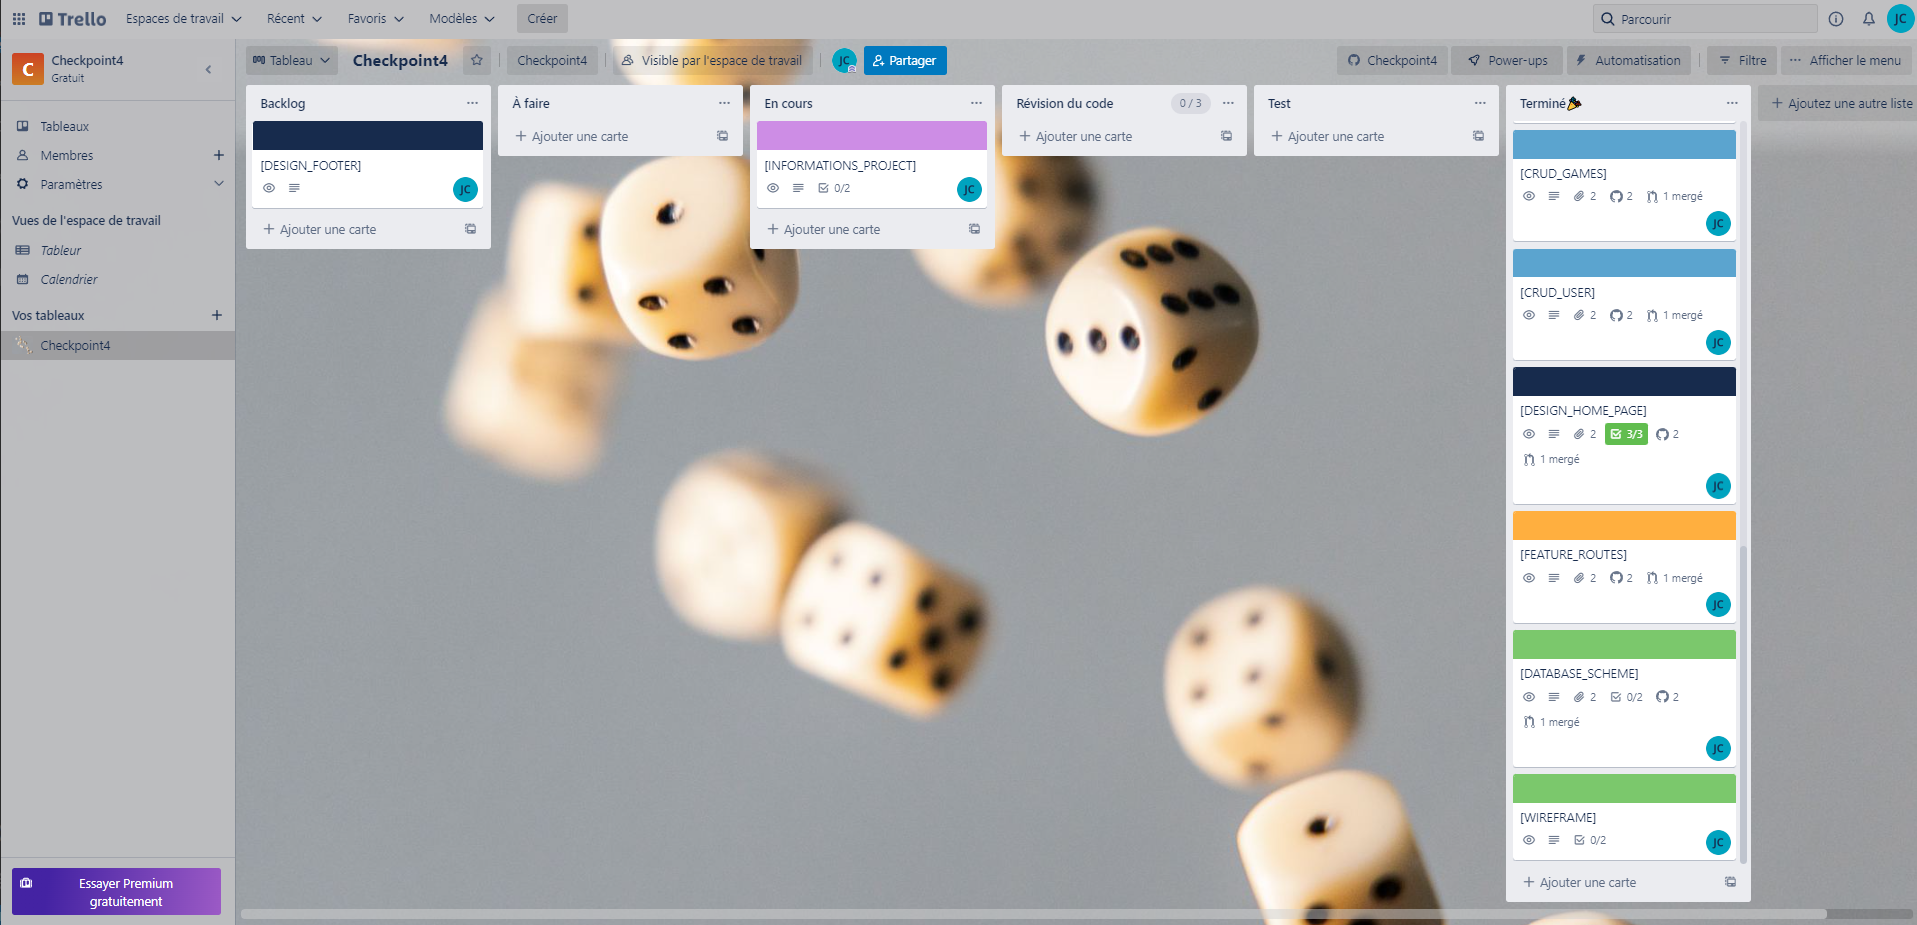 Trello
Espaces de travail
Récent
Favoris
Modèles
Créer
Parcourir
JC
C
Checkpoint4
Gratuit
Tableaux
Membres
Paramètres
Vues de l'espace de travail
Tableur
Calendrier
Vos tableaux
Checkpoint4
Essayer Premium
gratuitement
Tableau
Checkpoint4
Checkpoint4
Visible par l'espace de travail
JC
Partager
Checkpoint4
Power-ups
Automatisation
Filtre
Afficher le menu
Backlog
[DESIGN_FOOTER]
JC
Ajouter une carte
À faire
Ajouter une carte
En cours
[INFORMATIONS_PROJECT]
0/2
JC
Ajouter une carte
Révision du code
0 / 3
Ajouter une carte
Test
Ajouter une carte
Terminé
[CRUD_GAMES]
2 2 1 mergé
JC
[CRUD_USER]
2 2 1 mergé
JC
[DESIGN_HOME_PAGE]
2 3/3 2
1 mergé
JC
[FEATURE_ROUTES]
2 2 1 mergé
JC
[DATABASE_SCHEME]
2 0/2 2
1 mergé
JC
[WIREFRAME]
0/2
JC
Ajouter une carte
Ajoutez une autre liste